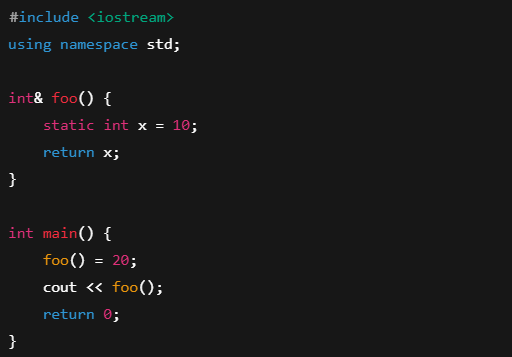 #include <iostream>
using namespace std;

int& foo() {
    static int x = 10;
    return x;
}

int main() {
    foo() = 20;
    cout << foo();
    return 0;
}